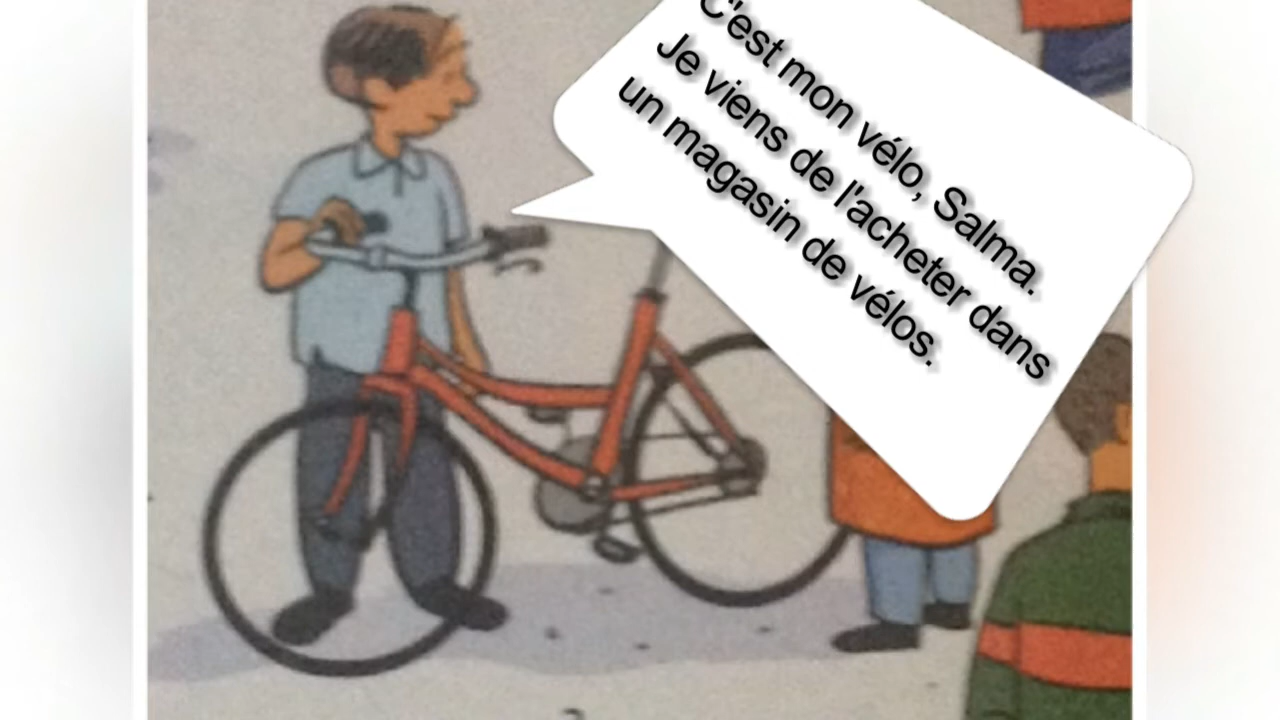 C'est mon vélo, Salma.
Je viens de l'acheter dans
un magasin de vélos.